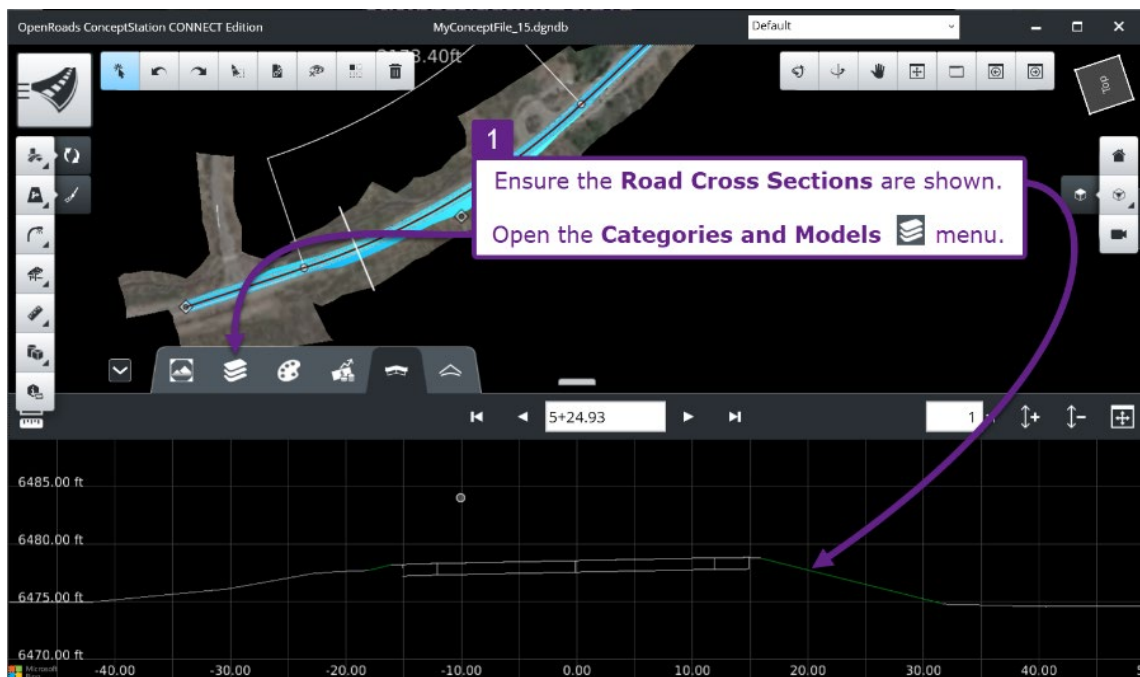 OpenRoads ConceptStation CONNECT Edition
MyConceptFile_15.dgndb
Default
Top
1
Ensure the Road Cross Sections are shown.
Open the Categories and Models menu.
5+24.93
1
6485.00 ft
6480.00 ft
6475.00 ft
6470.00 ft
Microsoft
-40.00 -30.00 -20.00 -10.00 0.00 10.00 20.00 30.00 40.00